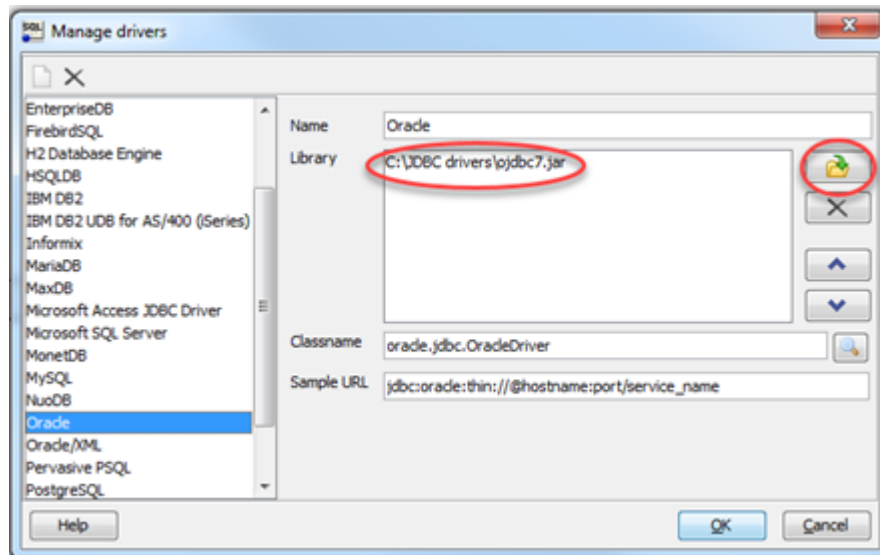 SQL
Manage drivers
EnterpriseDB
FirebirdSQL
H2 Database Engine
HSQLDB
IBM DB2
IBM DB2 UDB for AS/400 (iSeries)
Informix
MariaDB
MaxDB
Microsoft Access JDBC Driver
Microsoft SQL Server
MonetDB
MySQL
NuoDB
Oracle
Oracle/XML
Pervasive PSQL
PostgreSQL
Name Oracle
Library C:\JDBC drivers\ojdbc7.jar
Classname oracle.jdbc.OracleDriver
Sample URL jdbc:oracle:thin://@hostname:port/service_name
Help OK Cancel